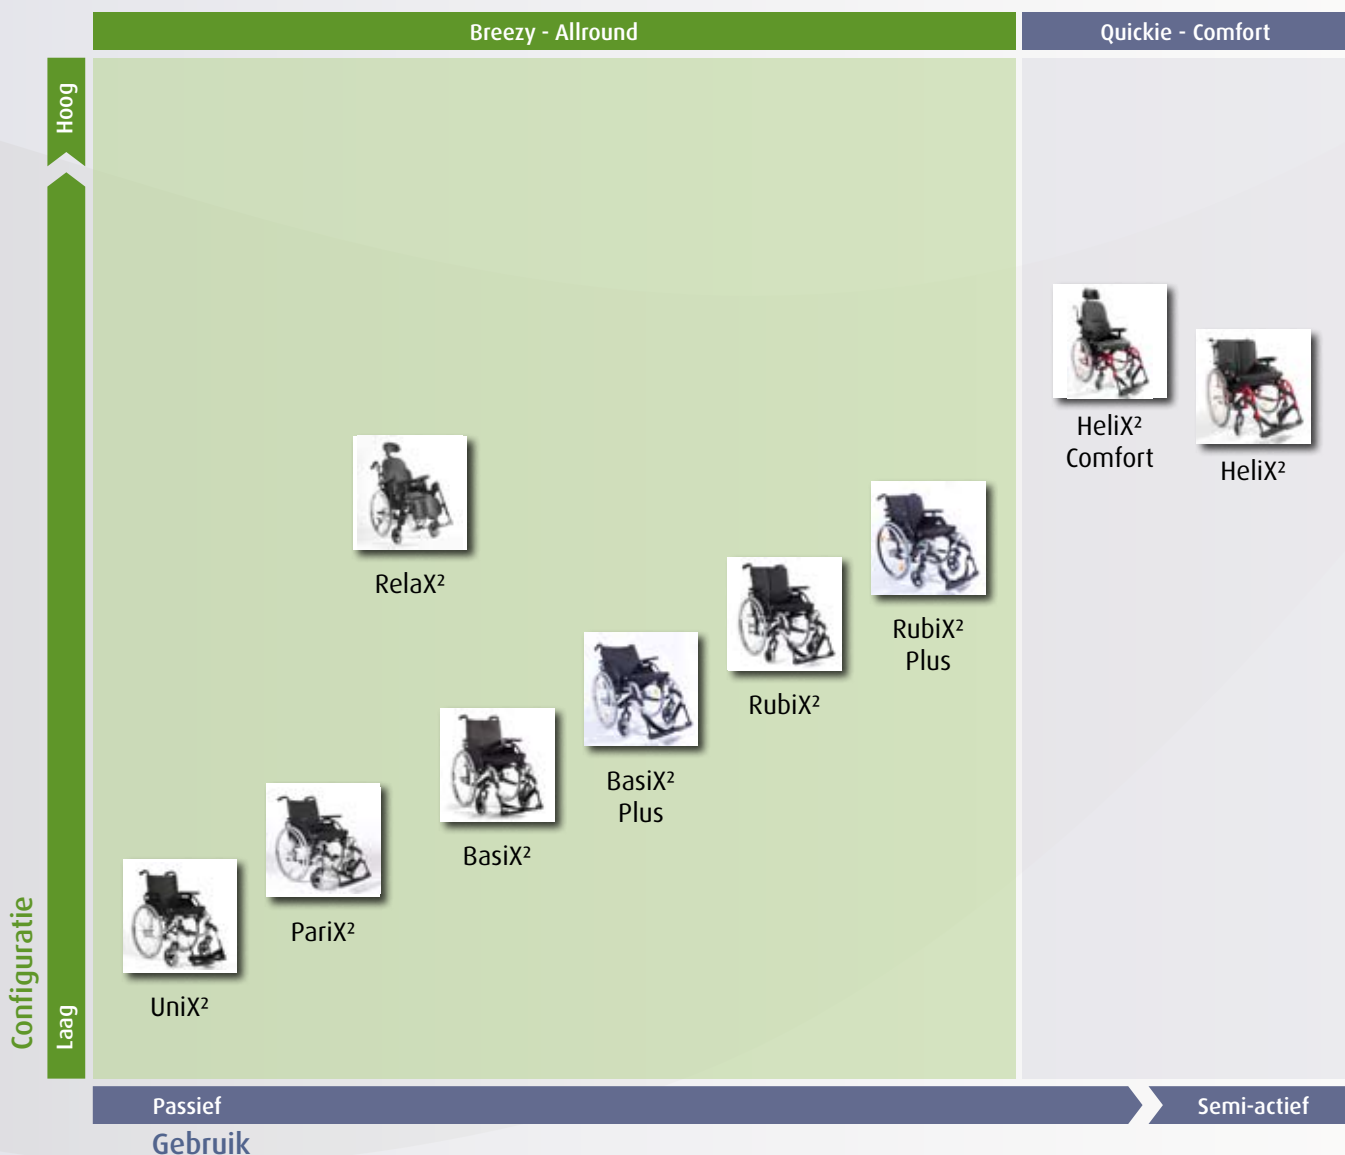 Breezy - Allround
Quickie - Comfort
Hoog
HeliX²
Comfort
HeliX²
RelaX²
RubiX²
Plus
RubiX²
BasiX²
Plus
BasiX²
PariX²
UniX²
Configuratie
Laag
Passief
Semi-actief
Gebruik